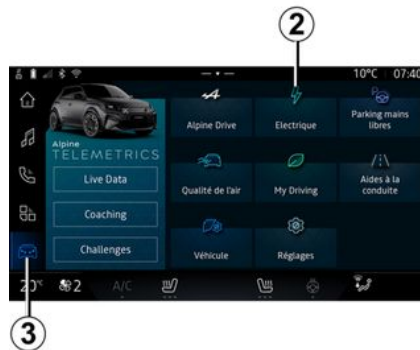 2
10°C 07:40
Alpine
TELEMETRICS
Live Data
Coaching
Challenges
Alpine Drive
Electrique
Parking mains
libres
Qualité de l'air
My Driving
Aides à la
conduite
Véhicule
Réglages
20°C
2
A/C
3